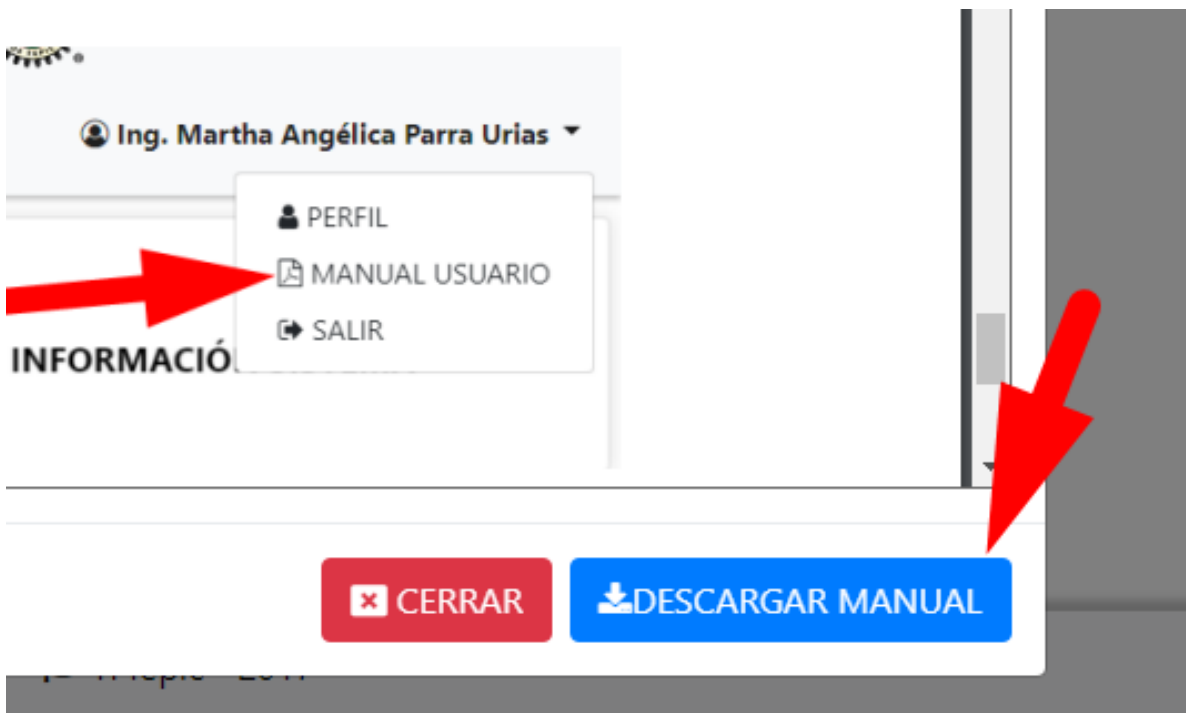 Ing. Martha Angélica Parra Urias
PERFIL
MANUAL USUARIO
SALIR
INFORMACIÓ
CERRAR
DESCARGAR MANUAL